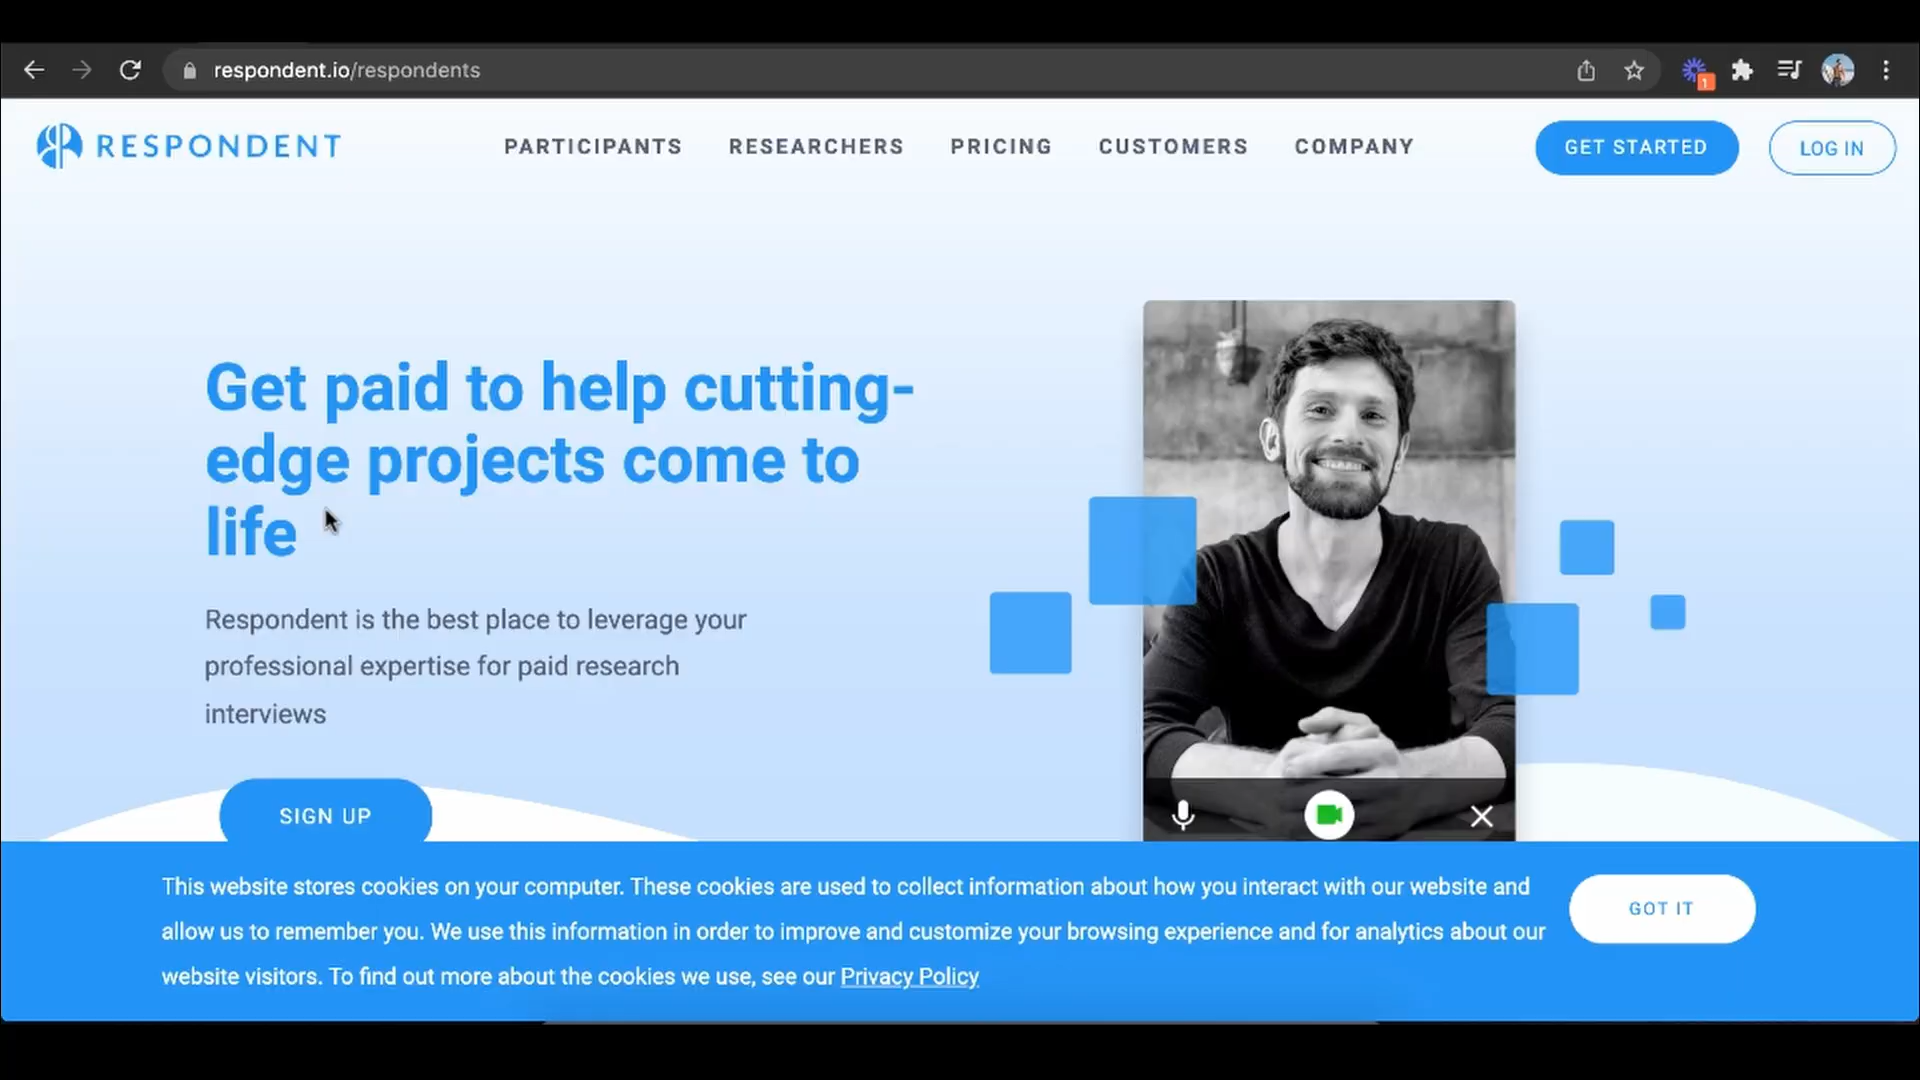 respondent.io/respondents
1
RESPONDENT
PARTICIPANTS RESEARCHERS PRICING CUSTOMERS COMPANY
GET STARTED
LOG IN
Get paid to help cutting-
edge projects come to
life
Respondent is the best place to leverage your
professional expertise for paid research
interviews
SIGN UP
This website stores cookies on your computer. These cookies are used to collect information about how you interact with our website and
allow us to remember you. We use this information in order to improve and customize your browsing experience and for analytics about our
website visitors. To find out more about the cookies we use, see our Privacy Policy
GOT IT